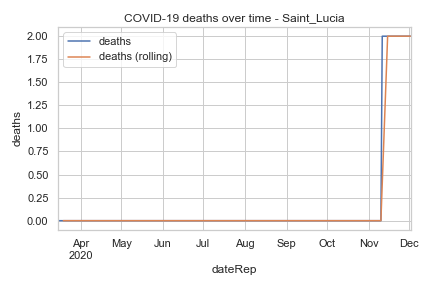 COVID-19 deaths over time - Saint_Lucia
deaths
deaths (rolling)
2.00
1.75
1.50
1.25
1.00
0.75
0.50
0.25
0.00
deaths
Apr May Jun Jul Aug Sep Oct Nov Dec
2020
dateRep